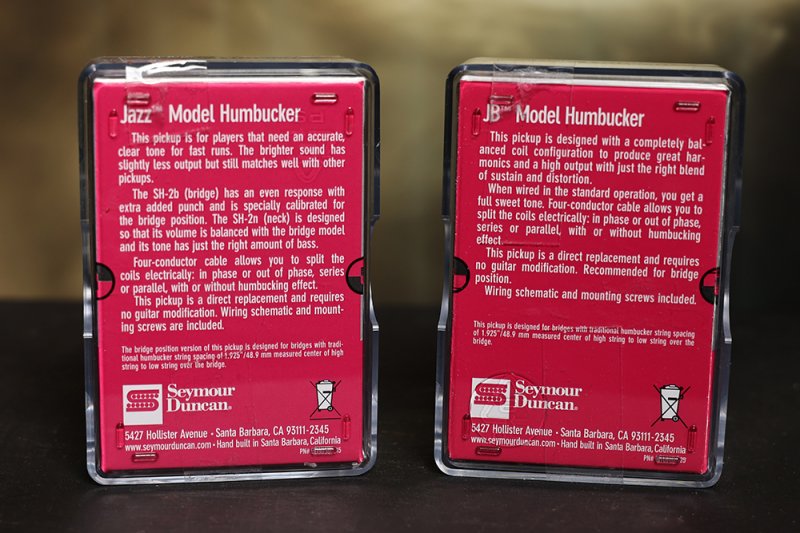 Jazz™ Model Humbucker
This pickup is for players that need an accurate,
clear tone for fast runs. The brighter sound has
slightly less output but still matches well with other
pickups.
The SH-2b (bridge) has an even response with
extra added punch and is specially calibrated for
the bridge position. The SH-2n (neck) is designed
so that its volume is balanced with the bridge model
and its tone has just the right amount of bass.
Four-conductor cable allows you to split the
coils electrically: in phase or out of phase, series
or parallel, with or without humbucking effect.
This pickup is a direct replacement and requires
no guitar modification. Wiring schematic and mount-
ing screws are included.
The bridge position version of this pickup is designed for bridges with tradi-
tional humbucker string spacing of 1.925"/48.9 mm measured center of high
string to low string over the bridge.
Seymour
Duncan®
5427 Hollister Avenue · Santa Barbara, CA 93111-2345
www.seymourduncan.com · Hand built in Santa Barbara, California
PN#
JB™ Model Humbucker
This pickup is designed with a completely bal-
anced coil configuration to produce great har-
monics and a high output with just the right blend
of sustain and distortion.
When wired in the standard operation, you get a
full sweet tone. Four-conductor cable allows you to
split the coils electrically: in phase or out of phase,
series or parallel, with or without humbucking
effect.
This pickup is a direct replacement and requires
no guitar modification. Recommended for bridge
position.
Wiring schematic and mounting screws included.
This pickup is designed for bridges with traditional humbucker string spacing
of 1.925"/48.9 mm measured center of high string to low string over the
bridge.
Seymour
Duncan®
5427 Hollister Avenue · Santa Barbara, CA 93111-2345
www.seymourduncan.com · Hand built in Santa Barbara, California
PN#